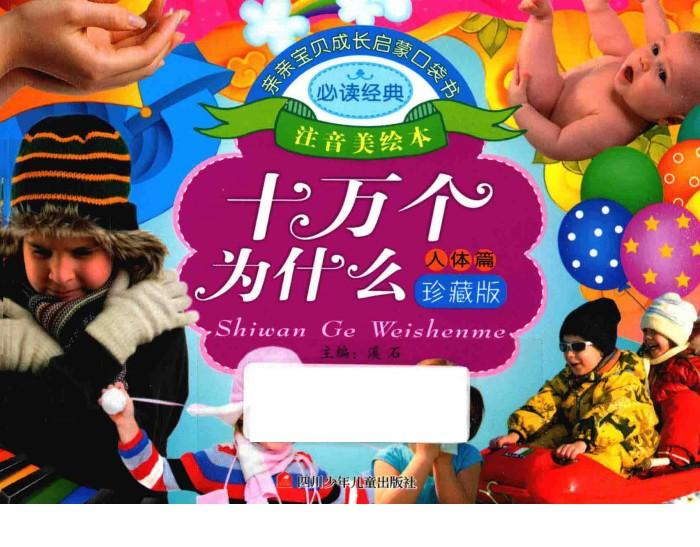 亲亲宝贝成长启蒙口袋书
必读经典
注音美绘本
十万个
为什么
人体篇
珍藏版
Shiwan Ge Weishenme
主编：溪石
四川少年儿童出版社